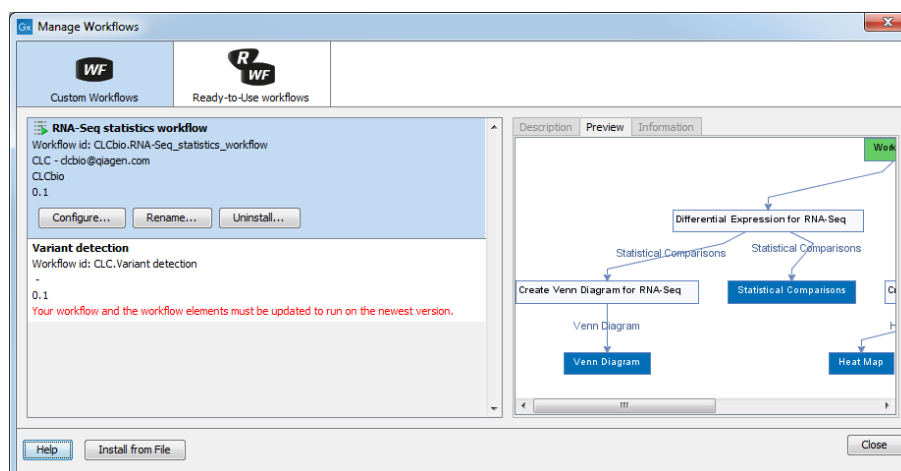 Gx Manage Workflows
WF
Custom Workflows
R WF
Ready-to-Use workflows
RNA-Seq statistics workflow
Workflow id: CLCbio.RNA-Seq_statistics_workflow
CLC - clcbio@qiagen.com
CLCbio
0.1
Configure... Rename... Uninstall...
Variant detection
Workflow id: CLC.Variant detection
-
0.1
Your workflow and the workflow elements must be updated to run on the newest version.
Description Preview Information
Work
Differential Expression for RNA-Seq
Statistical Comparisons Statistical Comparisons
Create Venn Diagram for RNA-Seq Statistical Comparisons
Venn Diagram H
Venn Diagram Heat Map
Help Install from File Close